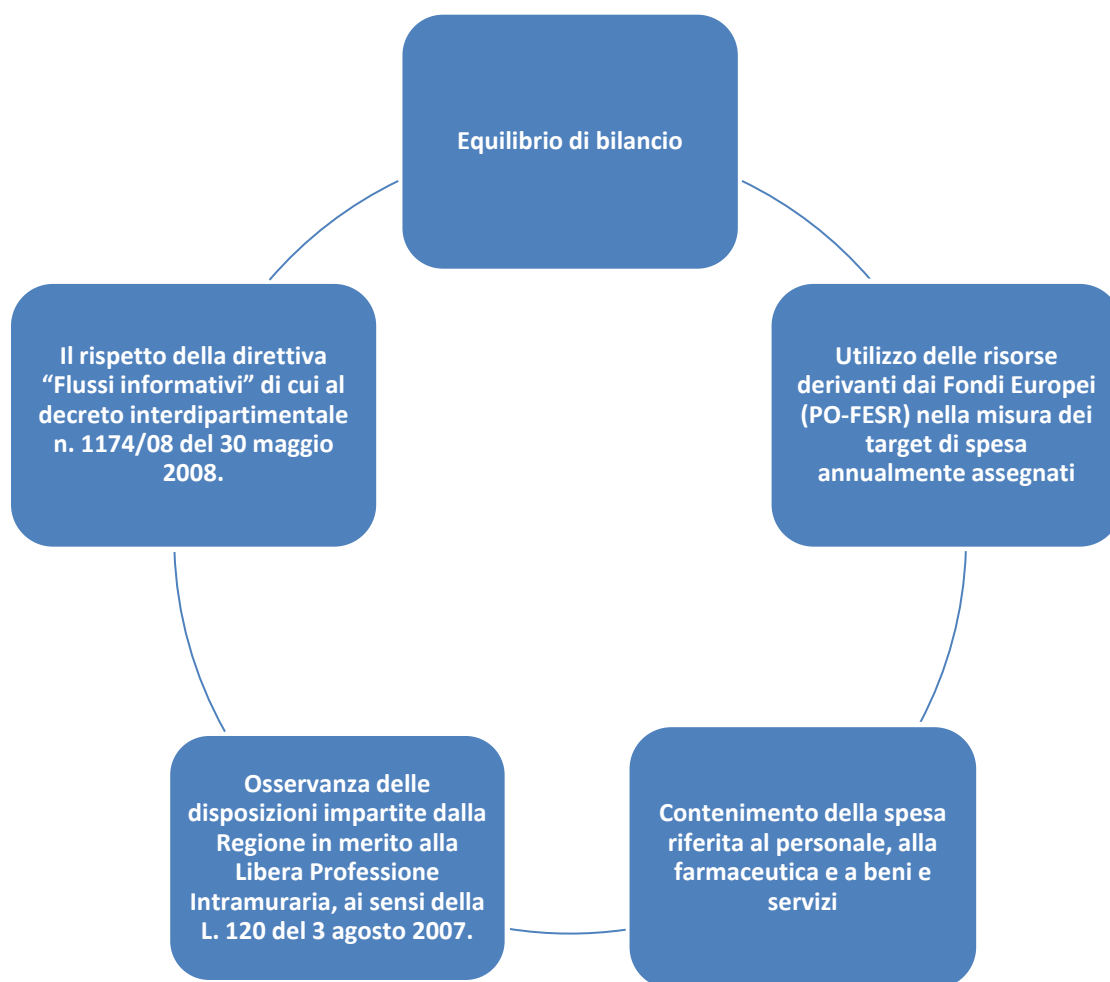 Equilibrio di bilancio
Utilizzo delle risorse
derivanti dai Fondi Europei
(PO-FESR) nella misura dei
target di spesa
annualmente assegnati
Contenimento della spesa
riferita al personale, alla
farmaceutica e a beni e
servizi
Osservanza delle
disposizioni impartite dalla
Regione in merito alla
Libera Professione
Intramuraria, ai sensi della
L. 120 del 3 agosto 2007.
Il rispetto della direttiva
“Flussi informativi” di cui al
decreto interdipartimentale
n. 1174/08 del 30 maggio
2008.